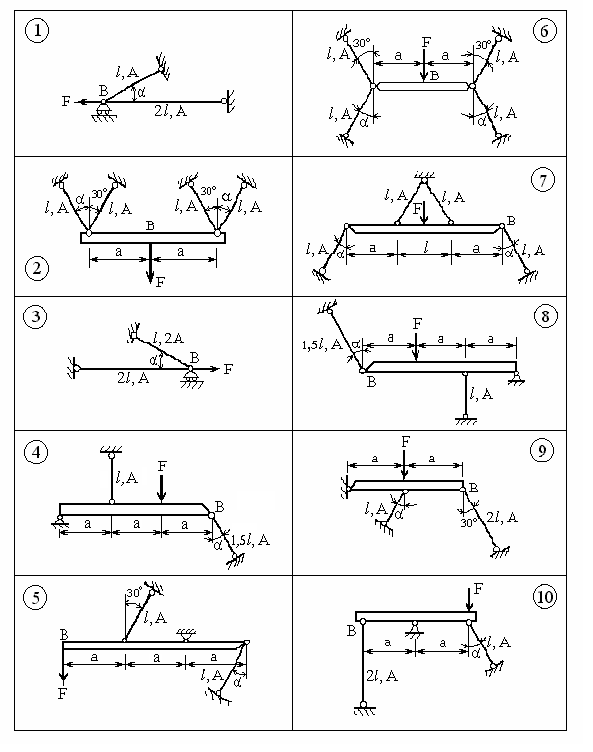 1
l, A
B
F
α
2l, A
6
F
l, A
30°
a
a
30°
l, A
B
l, A
α
α
l, A
α
30°
30°
α
l, A
l, A
l, A
l, A
B
a
a
2
F
7
l, A
l, A
F
B
l, A
α
a
l
a
α
l, A
3
l, 2A
α
B
F
2l, A
8
F
1,5l, A
α
a
a
a
B
l, A
4
l, A
F
B
a
a
a
α
1,5l, A
9
F
a
a
B
l, A
α
30°
2l, A
5
30°
l, A
B
a
a
a
F
l, A
α
10
F
B
a
a
l, A
α
2l, A